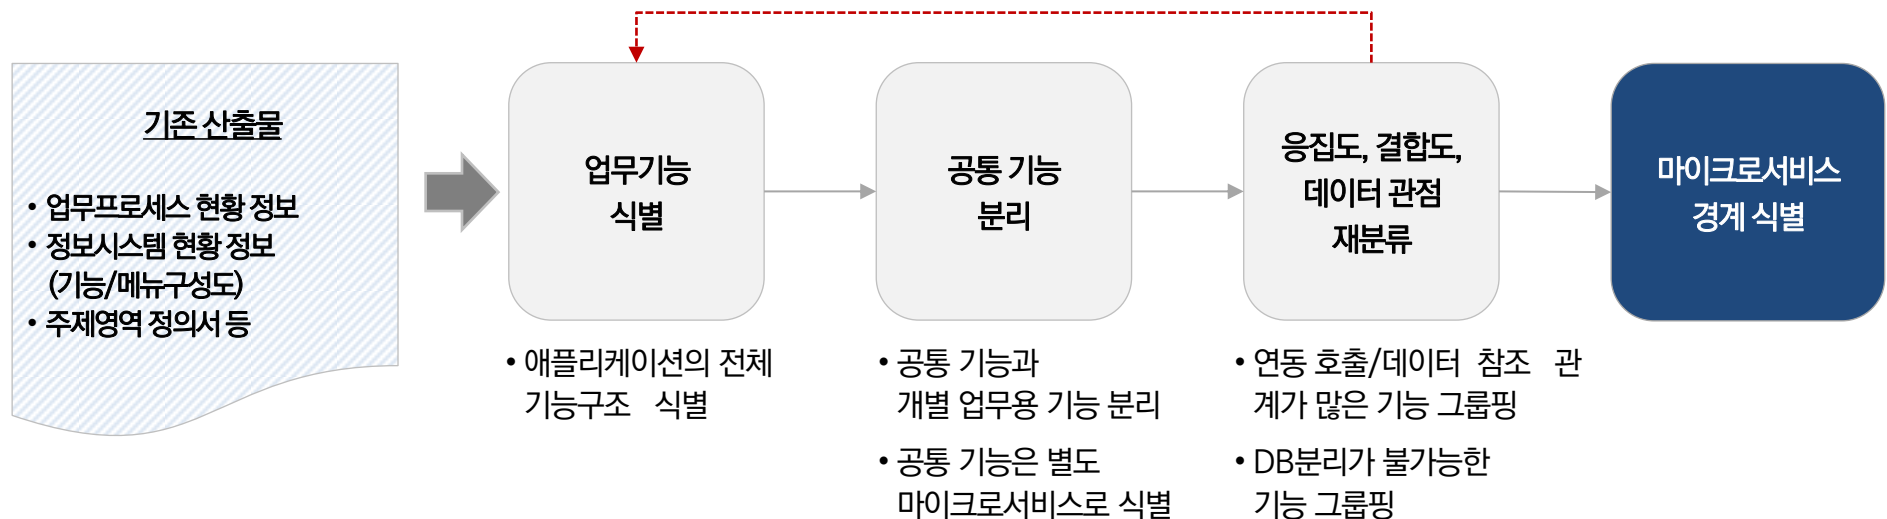 기존 산출물
• 업무프로세스 현황 정보
• 정보시스템 현황 정보
(기능/메뉴구성도)
• 주제영역 정의서 등
업무기능
식별
• 애플리케이션의 전체
기능구조 식별
공통 기능
분리
• 공통 기능과
개별 업무용 기능 분리
• 공통 기능은 별도
마이크로서비스로 식별
응집도, 결합도,
데이터 관점
재분류
• 연동 호출/데이터 참조 관
계가 많은 기능 그룹핑
• DB분리가 불가능한
기능 그룹핑
마이크로서비스
경계 식별